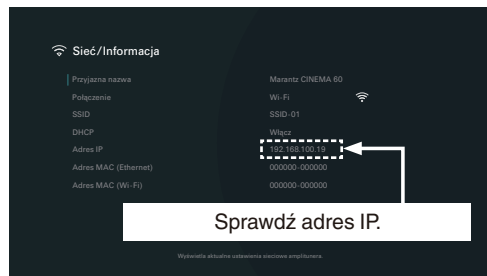 Sieć/Informacja
Przyjazna nazwa Marantz CINEMA 60
Połączenie Wi-Fi
SSID SSID-01
DHCP Włącz
Adres IP 192.168.100.19
Adres MAC (Ethernet) 000000-000000
Adres MAC (Wi-Fi) 000000-000000
Sprawdź adres IP.
Wyświetla aktualne ustawienia sieciowe amplitunera.